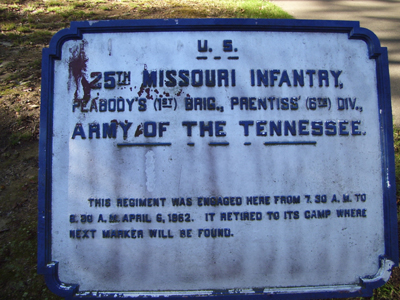 U. S.
25TH MISSOURI INFANTRY,
PEABODY'S (1ST) BRIG., PRENTISS' (6TH) DIV.,
ARMY OF THE TENNESSEE.
THIS REGIMENT WAS ENGAGED HERE FROM 7.30 A.M. TO
8.30 A.M. APRIL 6, 1862. IT RETIRED TO ITS CAMP WHERE
NEXT MARKER WILL BE FOUND.